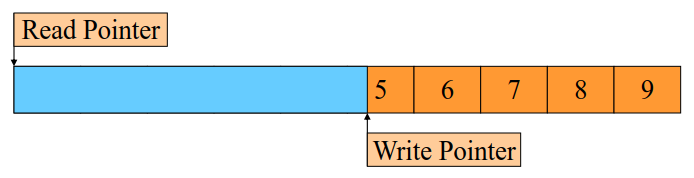 Read Pointer
5 6 7 8 9
Write Pointer